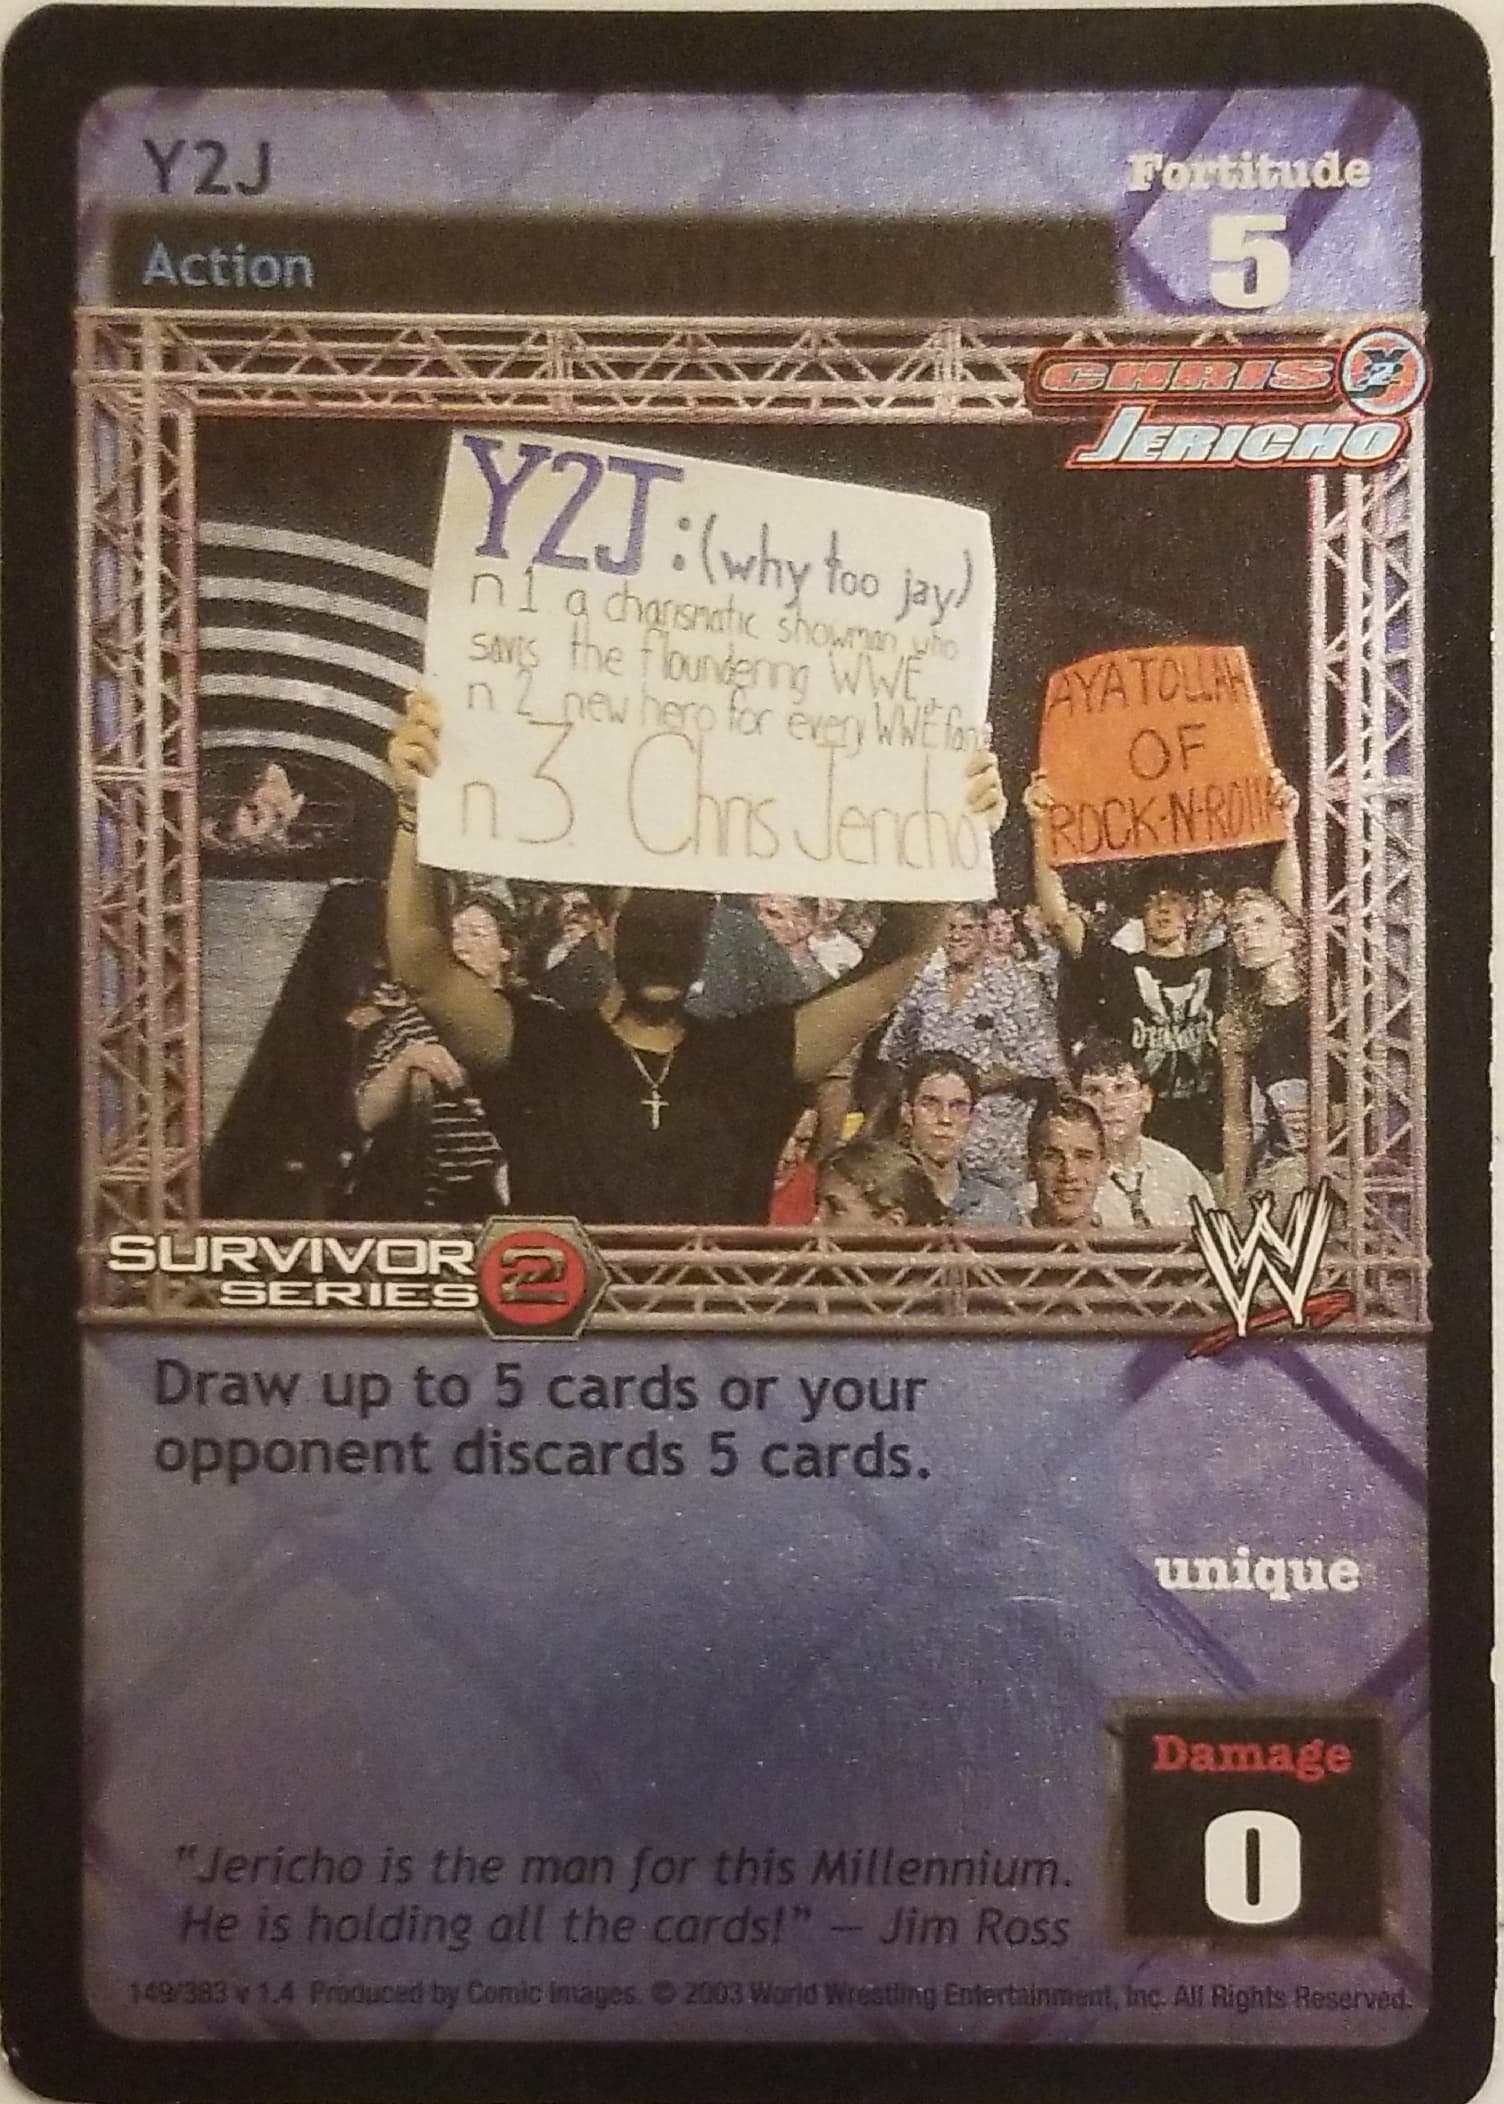 Y2J
Fortitude
5
Action
CHRIS Y2J
JERICHO
Y2J :(why too jay)
n 1 a charismatic showman who
saves the floundering WWE
n 2 new hero for every WWE fan
n 3. Chris Jericho
AYATOLLAH
OF
ROCK-N-ROLLA
SURVIVOR
SERIES 2
W
Draw up to 5 cards or your
opponent discards 5 cards.
unique
Damage
0
"Jericho is the man for this Millennium.
He is holding all the cards!" – Jim Ross
149/383 v 1.4 Produced by Comic Images. © 2003 World Wrestling Entertainment, Inc. All Rights Reserved.